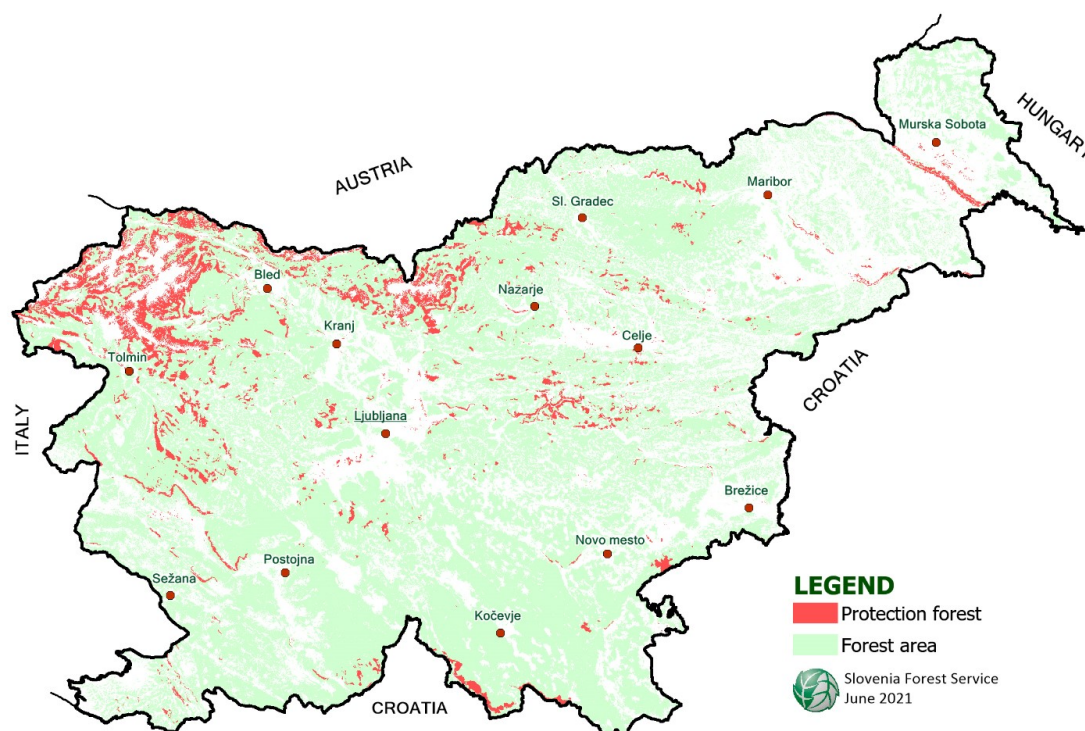 HUNGARY
Murska Sobota
AUSTRIA
Maribor
Sl. Gradec
Bled
Nazarje
Kranj
Celje
Tolmin
CROATIA
Ljubljana
ITALY
Brežice
Novo mesto
Postojna
Sežana
Kočevje
CROATIA
LEGEND
Protection forest
Forest area
Slovenia Forest Service
June 2021